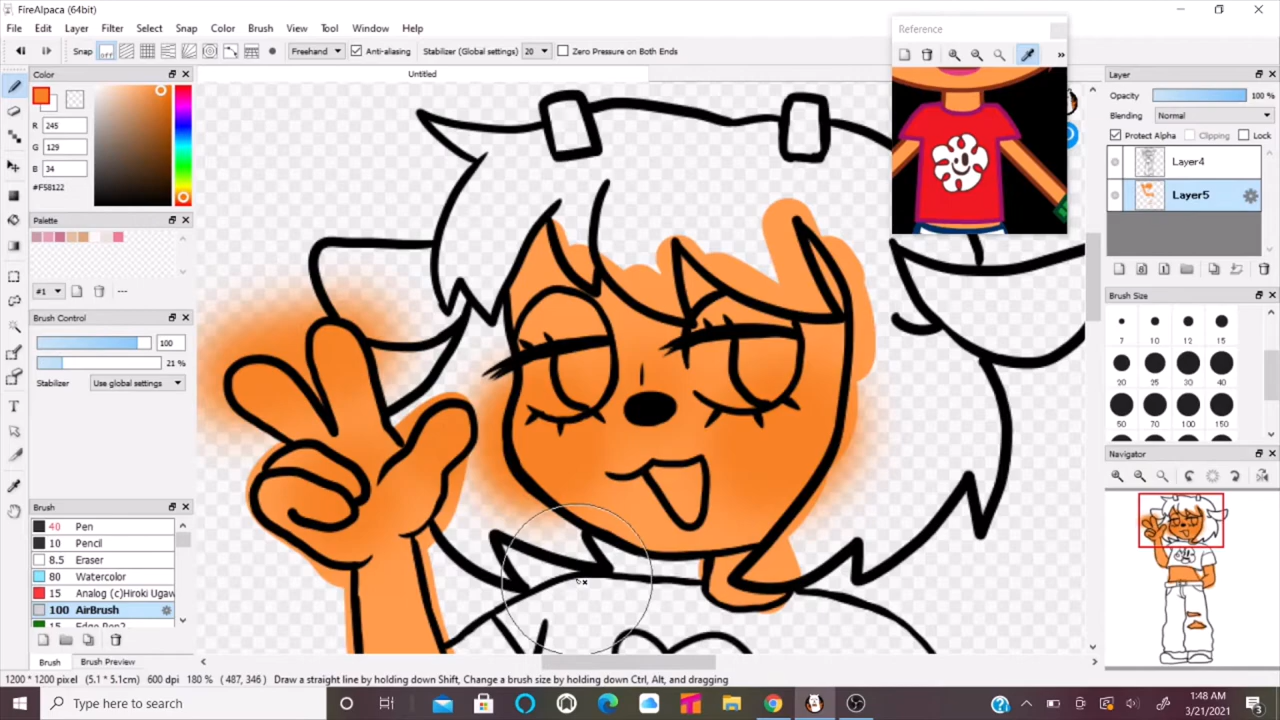 FireAlpaca (64bit)
File Edit Layer Filter Select Snap Color Brush View Tool Window Help
Snap off Freehand Anti-aliasing Stabilizer (Global settings) 20 Zero Pressure on Both Ends
Untitled
Color
R 245
G 129
B 34
#F58122
Palette
#1
Brush Control
100
21 %
Stabilizer Use global settings
Brush
40 Pen
10 Pencil
8.5 Eraser
80 Watercolor
15 Analog (c)Hiroki Ugaw
100 AirBrush
Brush Brush Preview
Reference
Layer
Opacity 100 %
Blending Normal
Protect Alpha Clipping Lock
Layer4
Layer5
Brush Size
7 10 12 15
20 25 30 40
50 70 100 150
Navigator
1200 * 1200 pixel (5.1 * 5.1cm) 600 dpi 180 % ( 487, 346 ) Draw a straight line by holding down Shift, Change a brush size by holding down Ctrl, Alt, and dragging
Type here to search
1:48 AM
3/21/2021
3